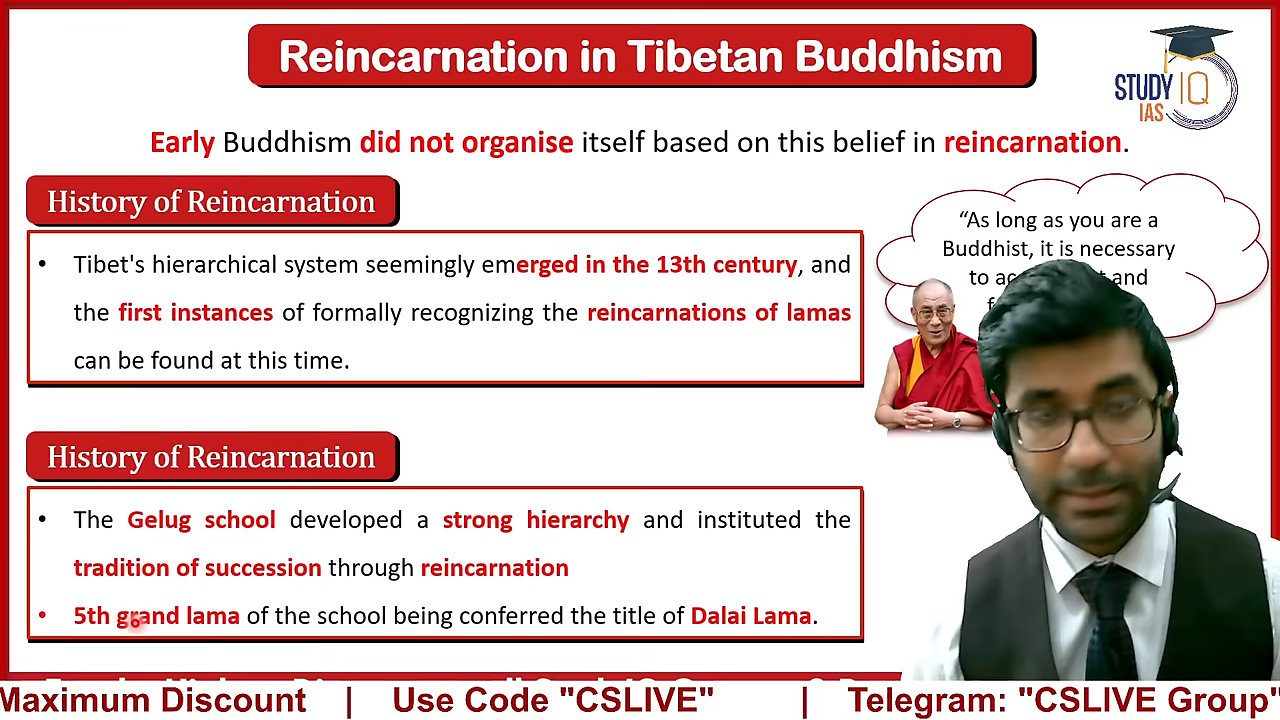 Reincarnation in Tibetan Buddhism
STUDY IQ
IAS
Early Buddhism did not organise itself based on this belief in reincarnation.
History of Reincarnation
• Tibet's hierarchical system seemingly emerged in the 13th century, and
the first instances of formally recognizing the reincarnations of lamas
can be found at this time.
“As long as you are a
Buddhist, it is necessary
to and
History of Reincarnation
• The Gelug school developed a strong hierarchy and instituted the
tradition of succession through reincarnation
• 5th grand lama of the school being conferred the title of Dalai Lama.
Maximum Discount | Use Code "CSLIVE" | Telegram: "CSLIVE Group"